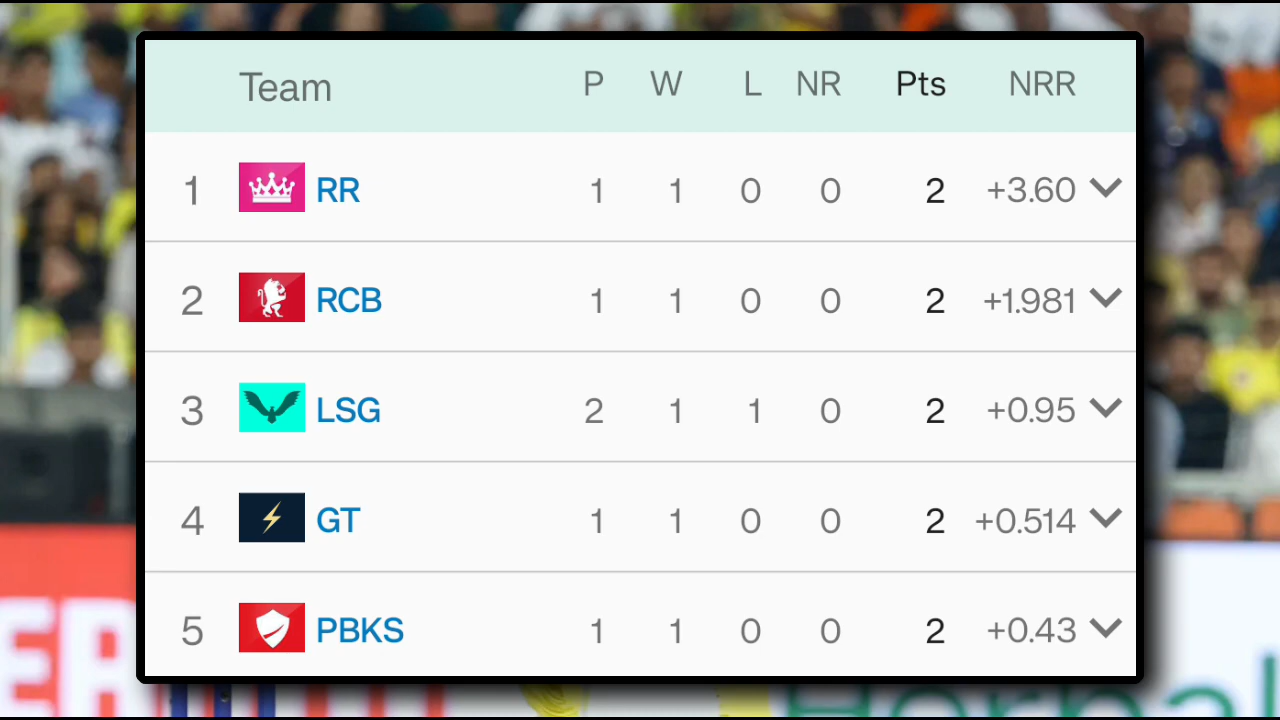 Team P W L NR Pts NRR
1 RR 1 1 0 0 2 +3.60
2 RCB 1 1 0 0 2 +1.981
3 LSG 2 1 1 0 2 +0.95
4 GT 1 1 0 0 2 +0.514
5 PBKS 1 1 0 0 2 +0.43